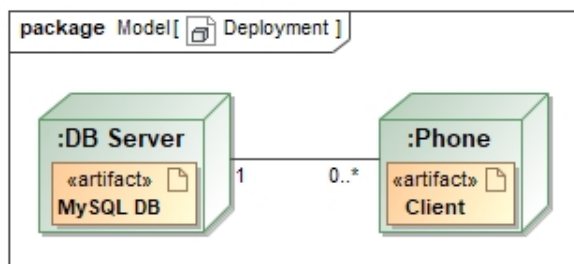 package Model[ Deployment ]
:DB Server
«artifact»
MySQL DB
1
0..*
:Phone
«artifact»
Client